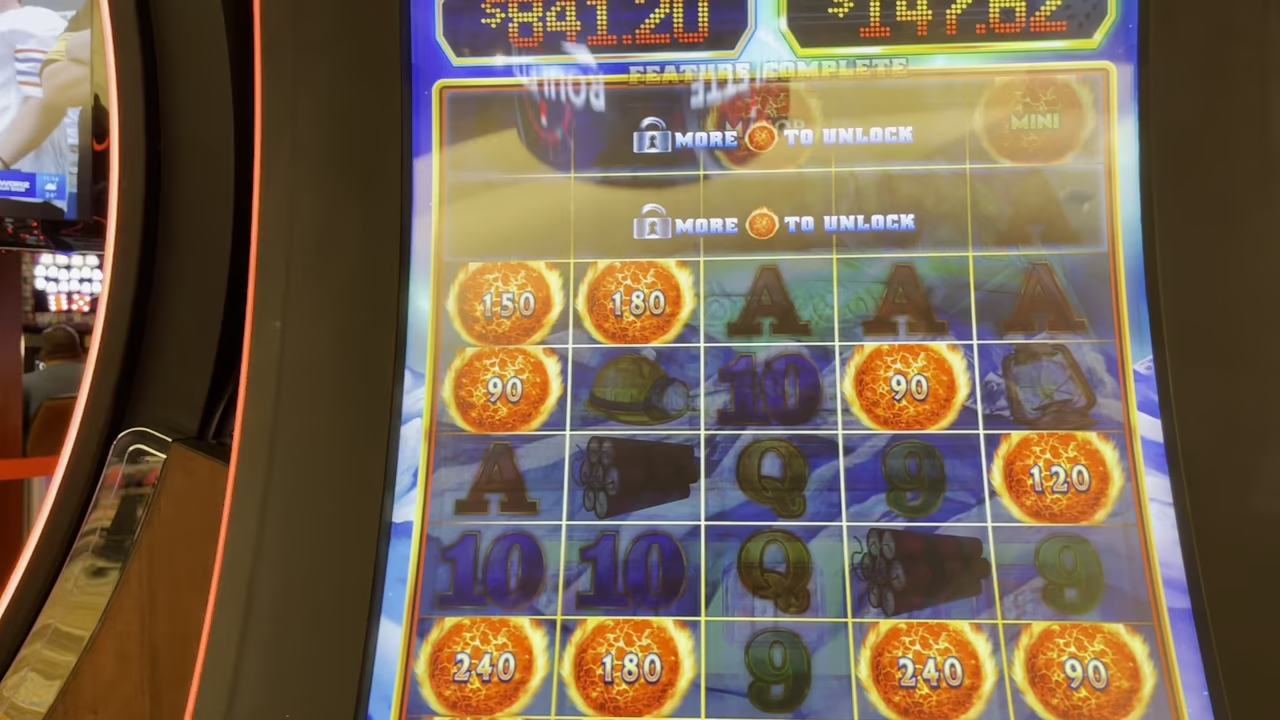 $841.20 $147.62
FEATURE COMPLETE
MORE TO UNLOCK
MINI
MORE TO UNLOCK
150 180 A A A
90 10 90
A Q 9 120
10 10 Q 9
240 180 9 240 90